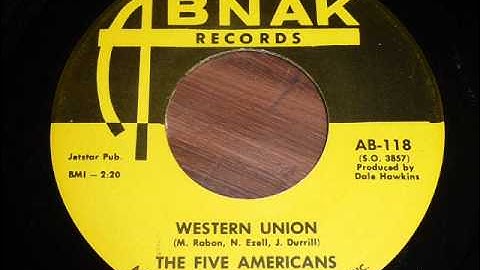 ABNAK
RECORDS
Jetstar Pub.
BMI - 2:20
AB-118
(S.O. 3857)
Produced by
Dale Hawkins
WESTERN UNION
(M. Rabon, N. Ezell, J. Durrill)
THE FIVE AMERICANS